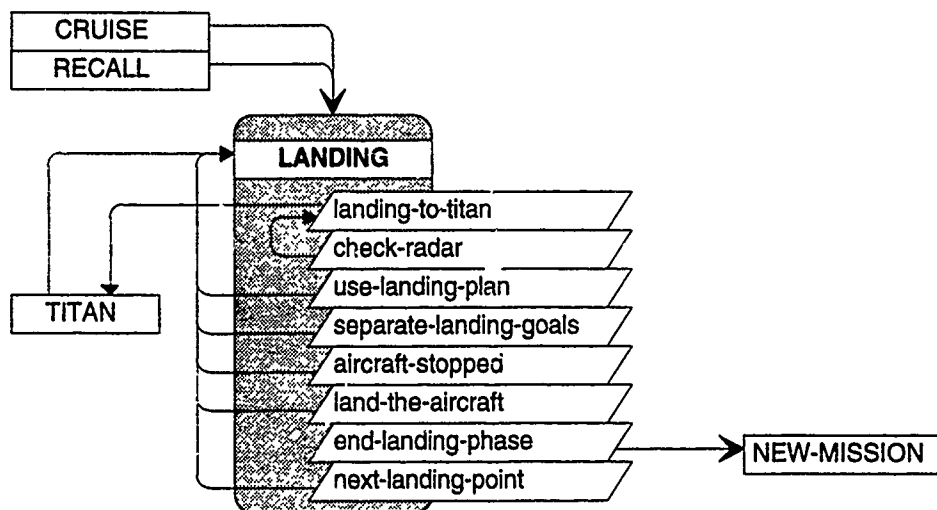 CRUISE
RECALL
LANDING
landing-to-titan
check-radar
use-landing-plan
TITAN
separate-landing-goals
aircraft-stopped
land-the-aircraft
end-landing-phase
NEW-MISSION
next-landing-point